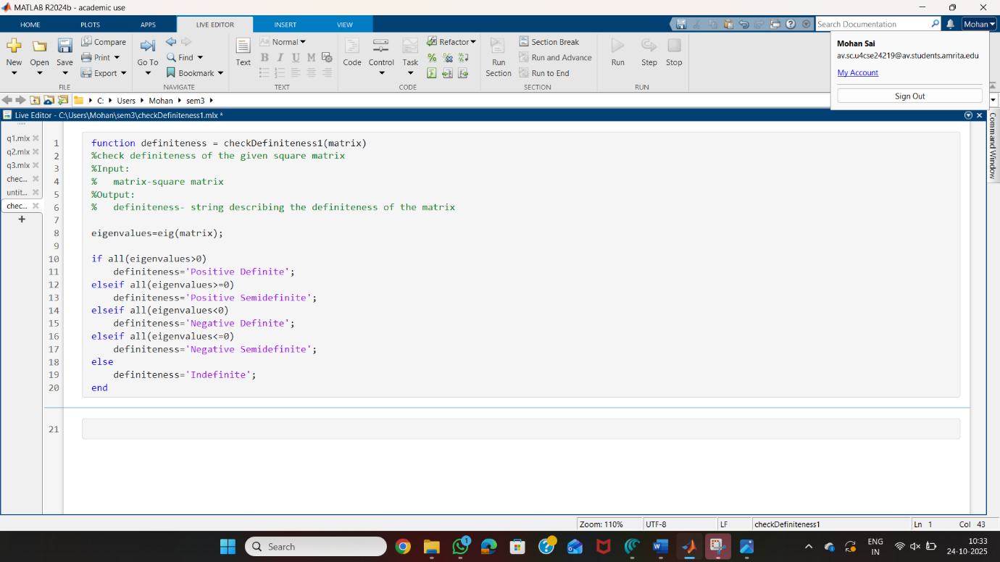 MATLAB R2024b - academic use
HOME PLOTS APPS LIVE EDITOR INSERT VIEW
Search Documentation
Mohan
New Open Save
Compare
Print
Export
FILE
Go To
Find
Bookmark
NAVIGATE
Text
Aa Normal
B I U M
TEXT
Code Control Task
Refactor
CODE
Run Section
Section Break
Run and Advance
Run to End
SECTION
Run Step Stop
RUN
Mohan Sai
av.sc.u4cse24219@av.students.amrita.edu
My Account
Sign Out
C: Users Mohan sem3
Live Editor - C:\Users\Mohan\sem3\checkDefiniteness1.mlx *
Command Window
q1.mlx
q2.mlx
q3.mlx
chec...
untit...
chec...
+
1 function definiteness = checkDefiniteness1(matrix)
2 %check definiteness of the given square matrix
3 %Input:
4 % matrix-square matrix
5 %Output:
6 % definiteness- string describing the definiteness of the matrix
7
8 eigenvalues=eig(matrix);
9
10 if all(eigenvalues>0)
11 definiteness='Positive Definite';
12 elseif all(eigenvalues>=0)
13 definiteness='Positive Semidefinite';
14 elseif all(eigenvalues<0)
15 definiteness='Negative Definite';
16 elseif all(eigenvalues<=0)
17 definiteness='Negative Semidefinite';
18 else
19 definiteness='Indefinite';
20 end
21
Zoom: 110% UTF-8 LF checkDefiniteness1 Ln 1 Col 43
Search
1
ENG
IN
10:33
24-10-2025